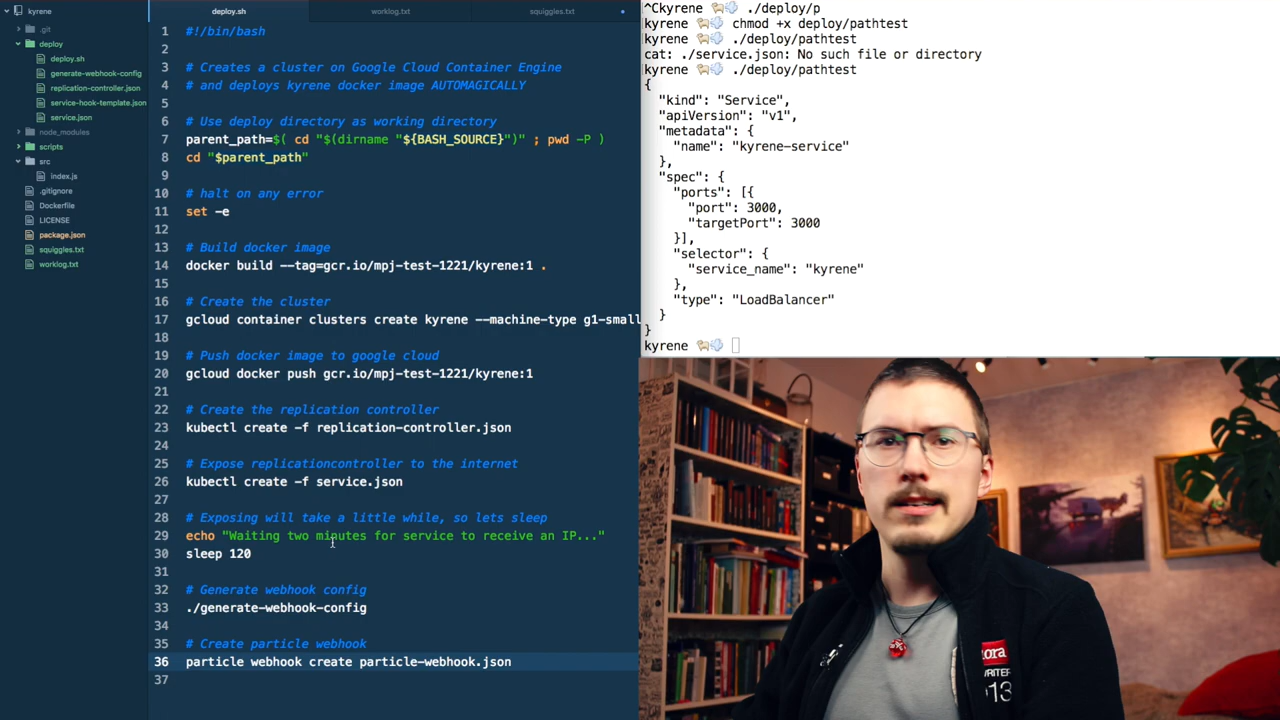 kyrene
.git
deploy
deploy.sh
generate-webhook-config
replication-controller.json
service-hook-template.json
service.json
node_modules
scripts
src
index.js
.gitignore
Dockerfile
LICENSE
package.json
squiggles.txt
worklog.txt
deploy.sh
worklog.txt
squiggles.txt
1 #!/bin/bash
2
3 # Creates a cluster on Google Cloud Container Engine
4 # and deploys kyrene docker image AUTOMAGICALLY
5
6 # Use deploy directory as working directory
7 parent_path=$( cd "$(dirname "${BASH_SOURCE}")" ; pwd -P )
8 cd "$parent_path"
9
10 # halt on any error
11 set -e
12
13 # Build docker image
14 docker build --tag=gcr.io/mpj-test-1221/kyrene:1 .
15
16 # Create the cluster
17 gcloud container clusters create kyrene --machine-type g1-small
18
19 # Push docker image to google cloud
20 gcloud docker push gcr.io/mpj-test-1221/kyrene:1
21
22 # Create the replication controller
23 kubectl create -f replication-controller.json
24
25 # Expose replicationcontroller to the internet
26 kubectl create -f service.json
27
28 # Exposing will take a little while, so lets sleep
29 echo "Waiting two minutes for service to receive an IP..."
30 sleep 120
31
32 # Generate webhook config
33 ./generate-webhook-config
34
35 # Create particle webhook
36 particle webhook create particle-webhook.json
37
^Ckyrene 🐑💨 ./deploy/p
kyrene 🐑💨 chmod +x deploy/pathtest
kyrene 🐑💨 ./deploy/pathtest
cat: ./service.json: No such file or directory
kyrene 🐑💨 ./deploy/pathtest
{
"kind": "Service",
"apiVersion": "v1",
"metadata": {
"name": "kyrene-service"
},
"spec": {
"ports": [{
"port": 3000,
"targetPort": 3000
}],
"selector": {
"service_name": "kyrene"
},
"type": "LoadBalancer"
}
}
kyrene 🐑💨
ora
WRITER
13